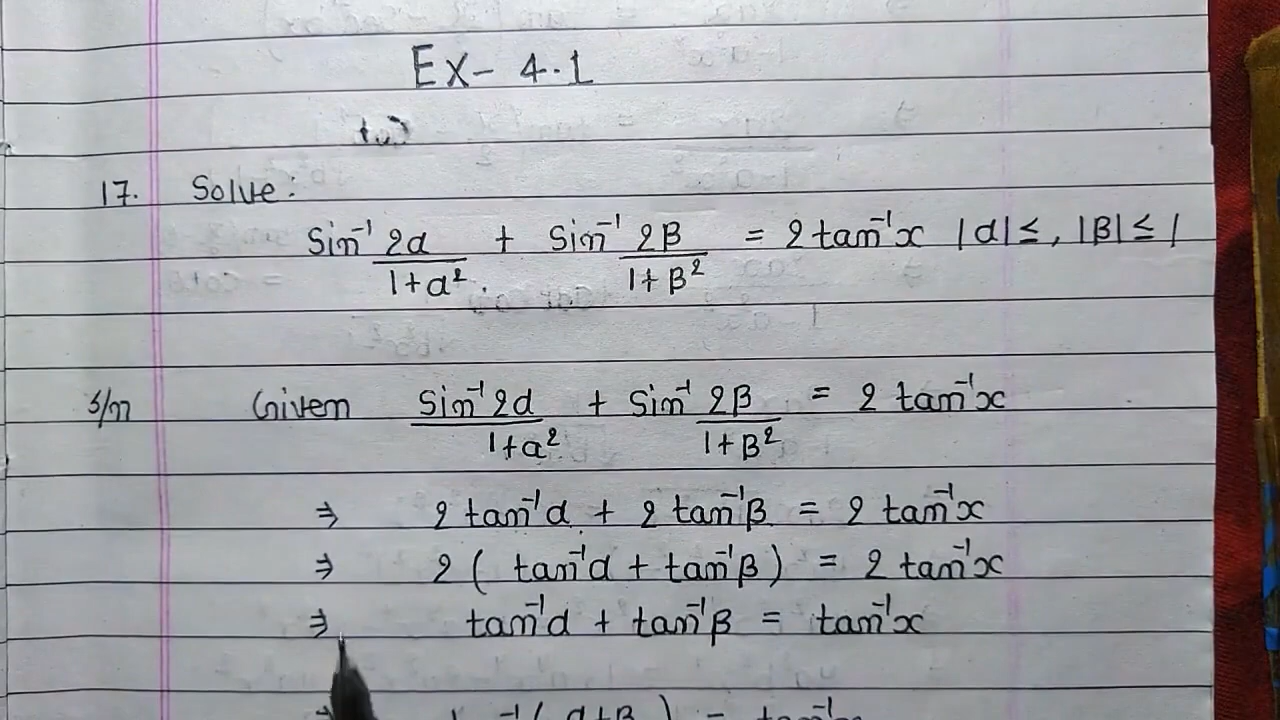 Ex- 4.1
17. Solve:
Sin⁻¹ 2α/1+α² + Sin⁻¹ 2β/1+β² = 2 tan⁻¹x |α|≤, |β|≤ 1
Given Sin⁻¹ 2α/1+α² + Sin⁻¹ 2β/1+β² = 2 tan⁻¹x
⇒ 2 tan⁻¹α + 2 tan⁻¹β = 2 tan⁻¹x
⇒ 2 ( tan⁻¹α + tan⁻¹β ) = 2 tan⁻¹x
⇒ tan⁻¹α + tan⁻¹β = tan⁻¹x